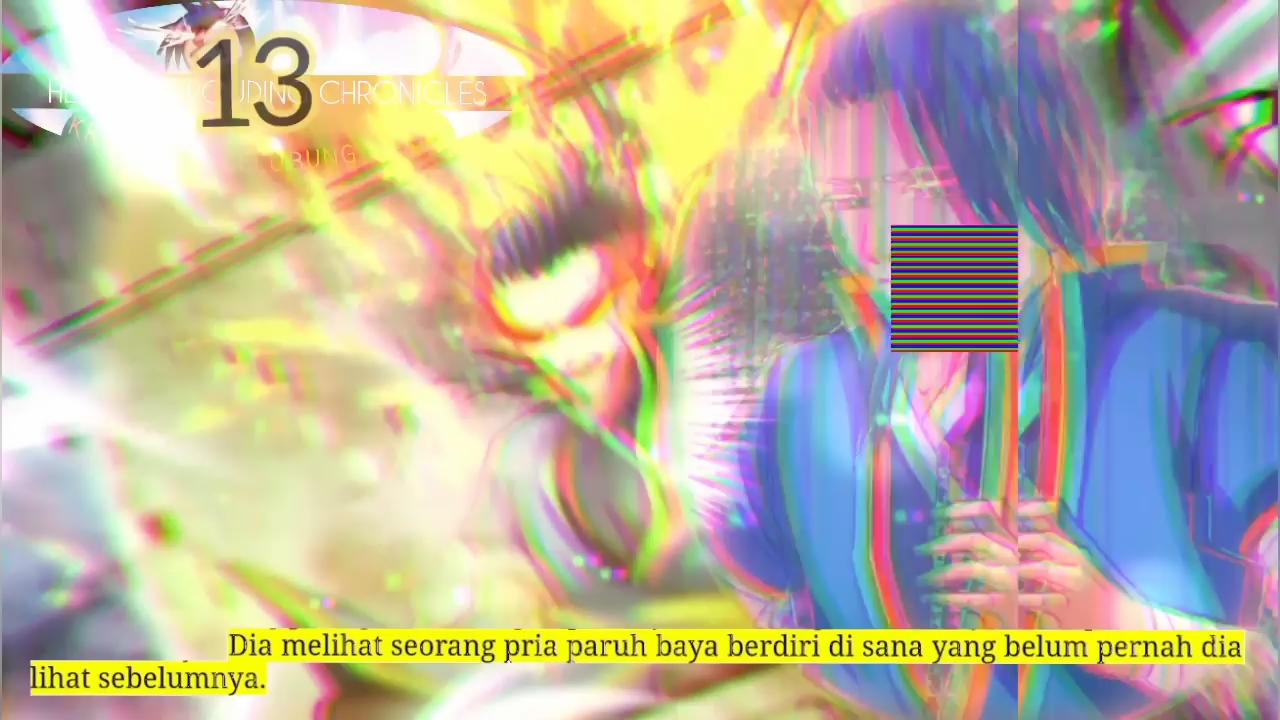 13
CHRONICLES
Dia melihat seorang pria paruh baya berdiri di sana yang belum pernah dia
lihat sebelumnya.